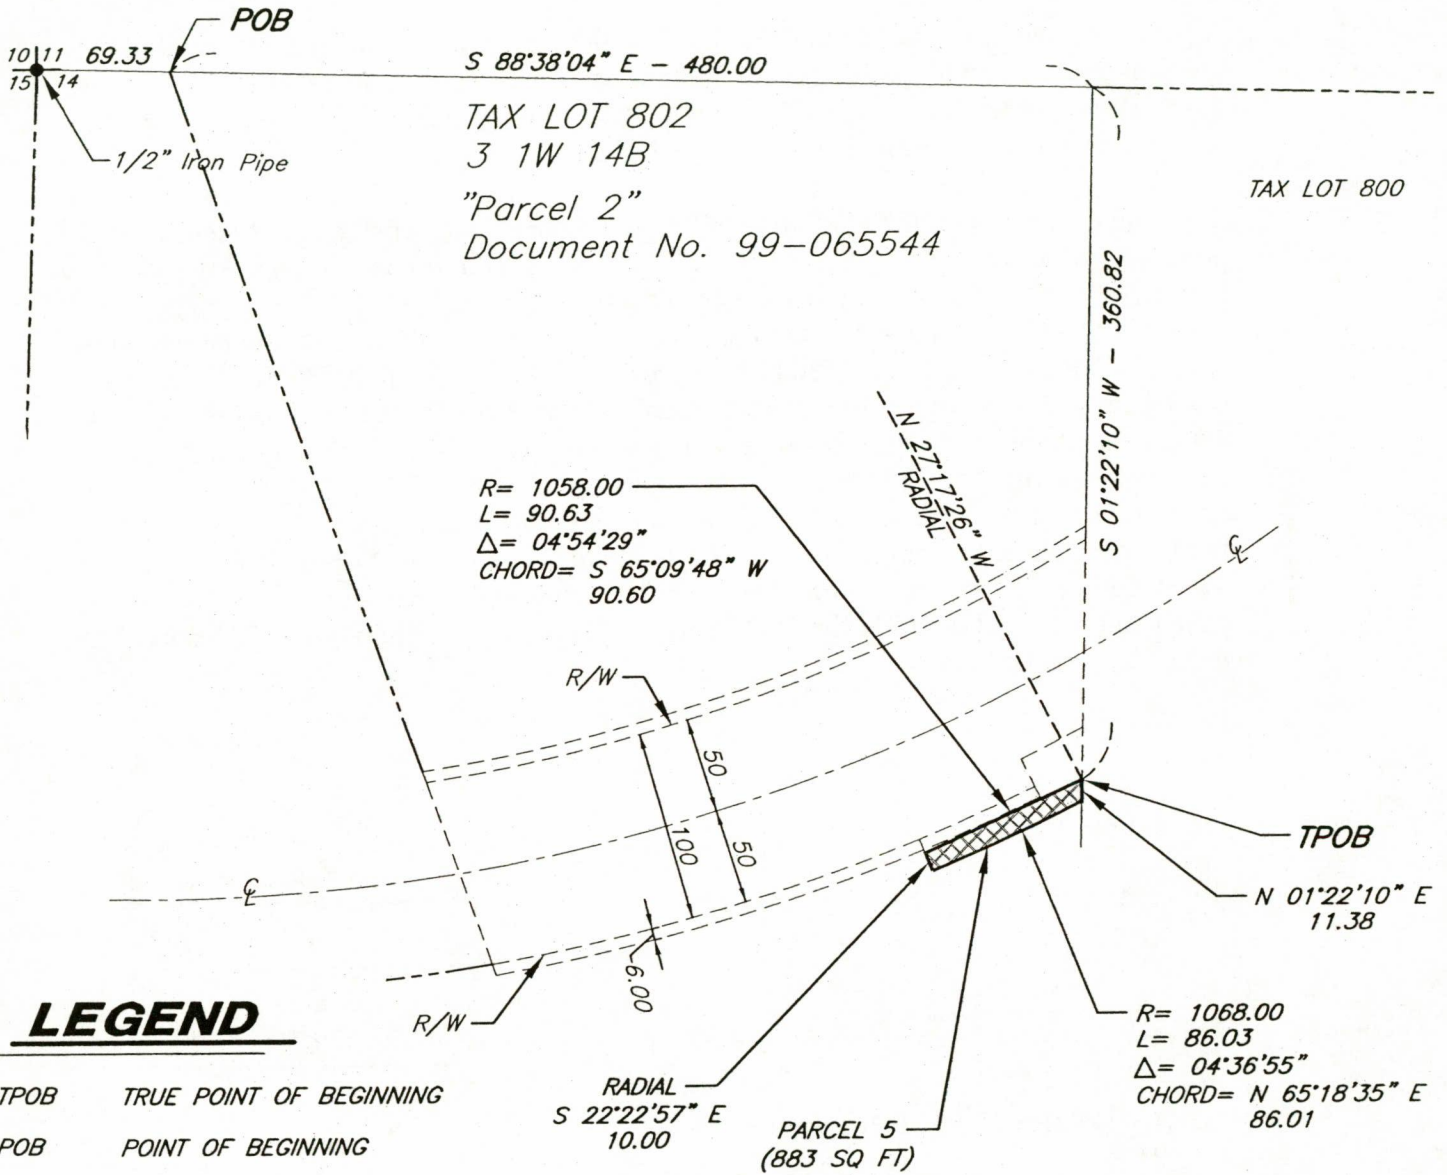 POB
10 11 69.33
15 14
S 88°38'04" E - 480.00
1/2" Iron Pipe
TAX LOT 802
3 1W 14B
"Parcel 2"
Document No. 99-065544
TAX LOT 800
S 01°22'10" W - 360.82
N 27°17'26" W
RADIAL
R= 1058.00
L= 90.63
Δ= 04°54'29"
CHORD= S 65°09'48" W
90.60
℄
R/W
50
100
50
℄
TPOB
N 01°22'10" E
11.38
6.00
R/W
R= 1068.00
L= 86.03
Δ= 04°36'55"
CHORD= N 65°18'35" E
86.01
RADIAL
S 22°22'57" E
10.00
PARCEL 5
(883 SQ FT)
LEGEND
TPOB TRUE POINT OF BEGINNING
POB POINT OF BEGINNING